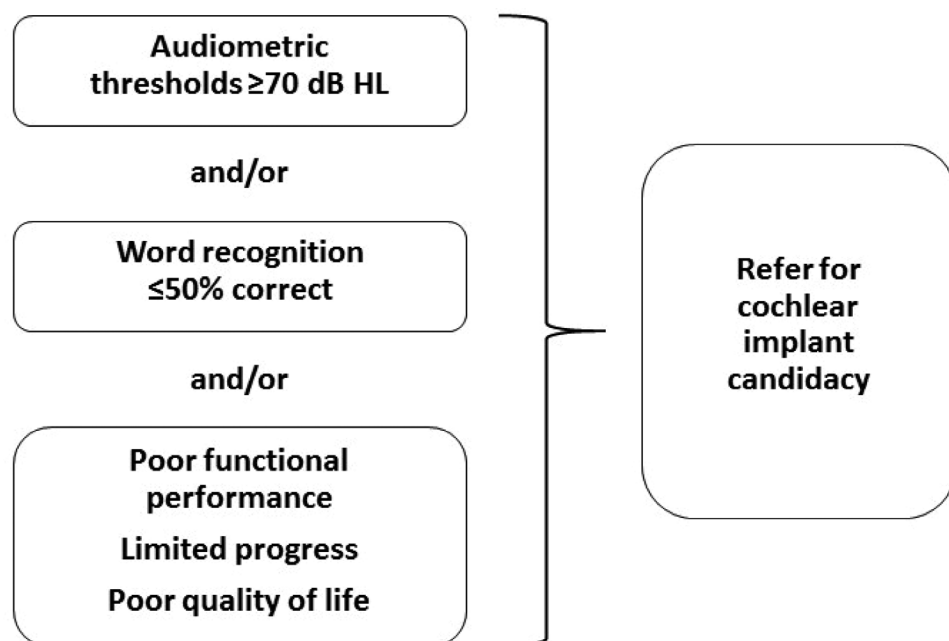 Audiometric
thresholds ≥70 dB HL
and/or
Word recognition
≤50% correct
and/or
Poor functional
performance
Limited progress
Poor quality of life
Refer for
cochlear
implant
candidacy